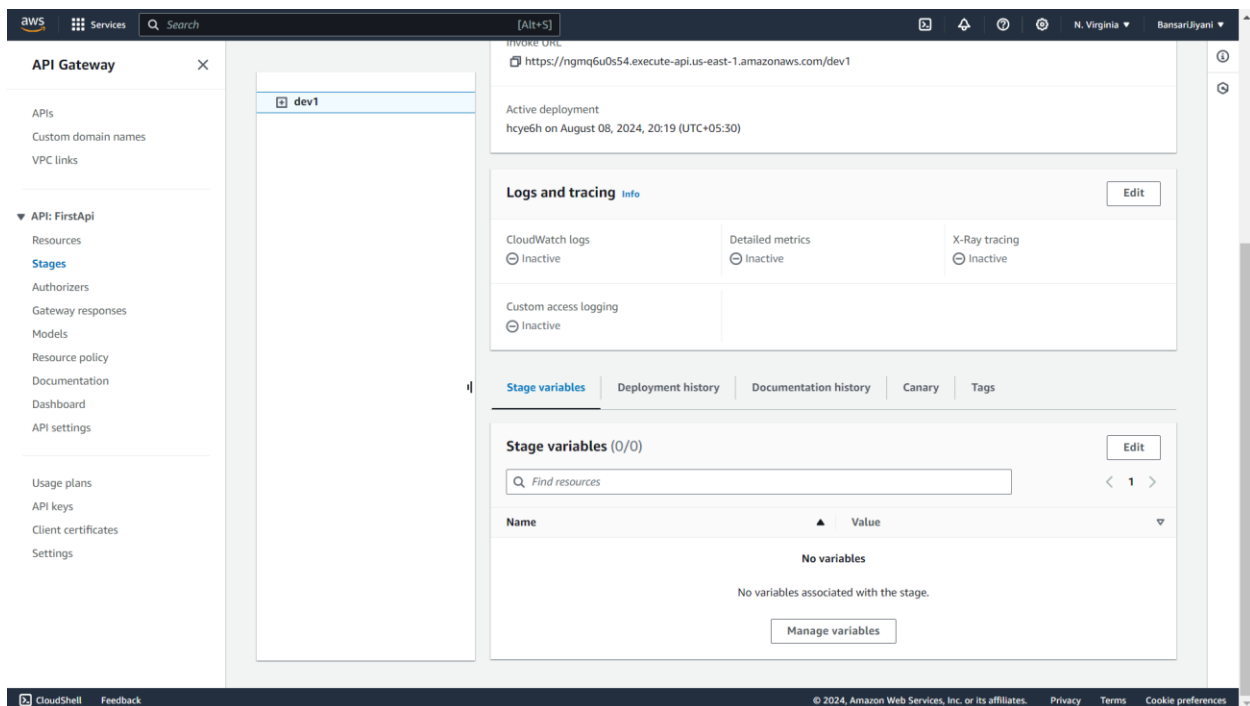 aws
Services
Search
[Alt+S]
N. Virginia ▼
BansariJiyani ▼
API Gateway
APIs
Custom domain names
VPC links
▼ API: FirstApi
Resources
Stages
Authorizers
Gateway responses
Models
Resource policy
Documentation
Dashboard
API settings
Usage plans
API keys
Client certificates
Settings
dev1
Invoke URL
https://ngmq6u0s54.execute-api.us-east-1.amazonaws.com/dev1
Active deployment
hcye6h on August 08, 2024, 20:19 (UTC+05:30)
Logs and tracing Info
Edit
CloudWatch logs
Inactive
Detailed metrics
Inactive
X-Ray tracing
Inactive
Custom access logging
Inactive
Stage variables
Deployment history
Documentation history
Canary
Tags
Stage variables (0/0)
Edit
Find resources
1
Name
Value
No variables
No variables associated with the stage.
Manage variables
CloudShell
Feedback
© 2024, Amazon Web Services, Inc. or its affiliates.
Privacy
Terms
Cookie preferences